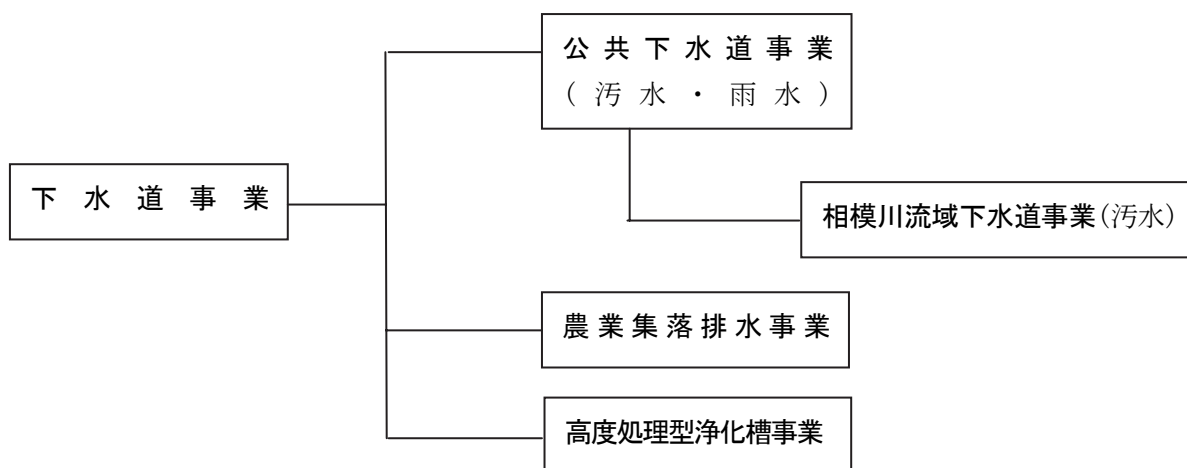 公共下水道事業
(汚水・雨水)
下水道事業
相模川流域下水道事業(汚水)
農業集落排水事業
高度処理型浄化槽事業